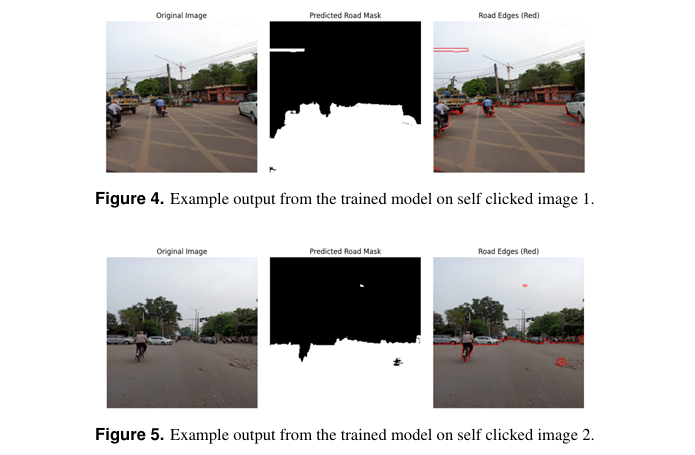 Original Image
Predicted Road Mask
Road Edges (Red)
Figure 4. Example output from the trained model on self clicked image 1.
Original Image
Predicted Road Mask
Road Edges (Red)
Figure 5. Example output from the trained model on self clicked image 2.